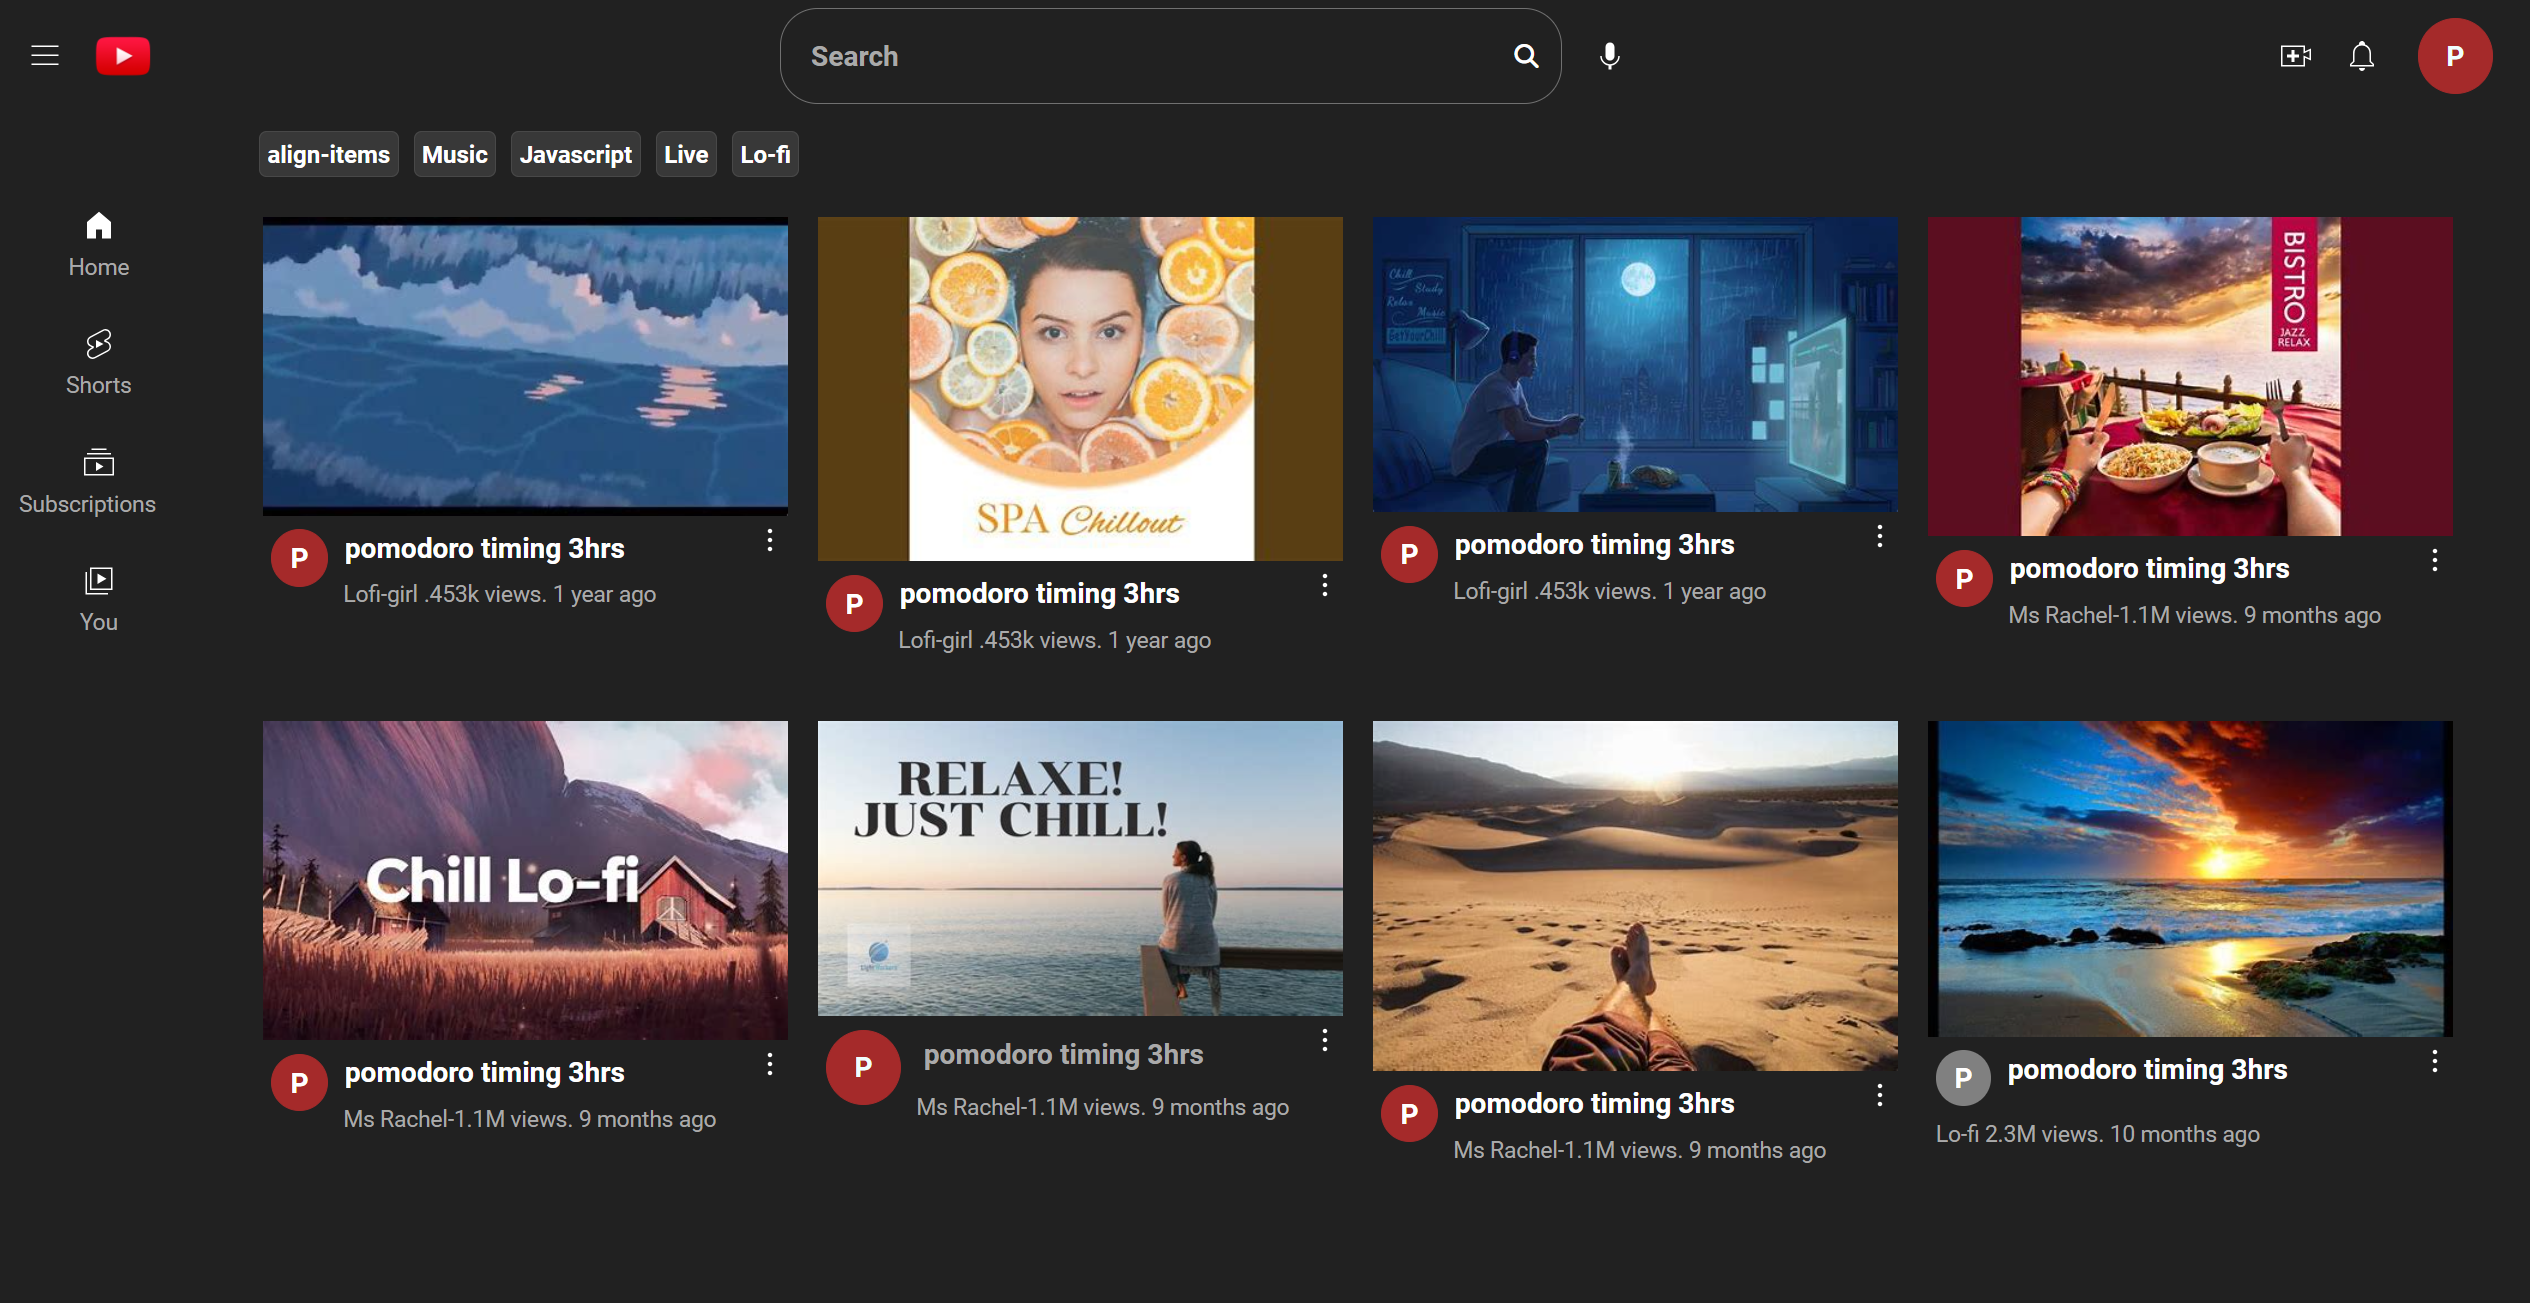 Search
P
align-items Music Javascript Live Lo-fi
Home
Shorts
Subscriptions
You
SPA Chillout
Chill
Study
Relax
Music
GetYourChill
BISTRO
JAZZ
RELAX
P pomodoro timing 3hrs
Lofi-girl .453k views. 1 year ago
P pomodoro timing 3hrs
Lofi-girl .453k views. 1 year ago
P pomodoro timing 3hrs
Lofi-girl .453k views. 1 year ago
P pomodoro timing 3hrs
Ms Rachel-1.1M views. 9 months ago
Chill Lo-fi
RELAXE!
JUST CHILL!
P pomodoro timing 3hrs
Ms Rachel-1.1M views. 9 months ago
P pomodoro timing 3hrs
Ms Rachel-1.1M views. 9 months ago
P pomodoro timing 3hrs
Ms Rachel-1.1M views. 9 months ago
P pomodoro timing 3hrs
Lo-fi 2.3M views. 10 months ago